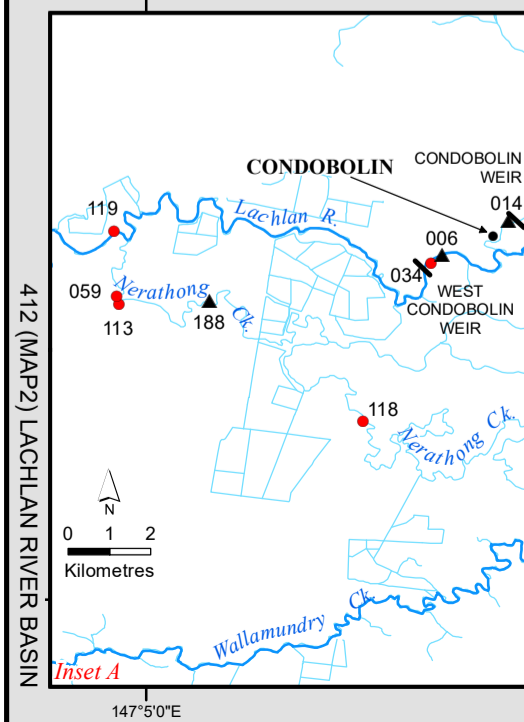 CONDOBOLIN
WEIR
CONDOBOLIN
014
119
Lachlan R.
006
034
059
Nerathong
Ck.
WEST
CONDOBOLIN
WEIR
113
188
118
Nerathong Ck.
N
0 1 2
Kilometres
Ck.
Wallamundry
Inset A
147°5'0"E
412 (MAP2) LACHLAN RIVER BASIN